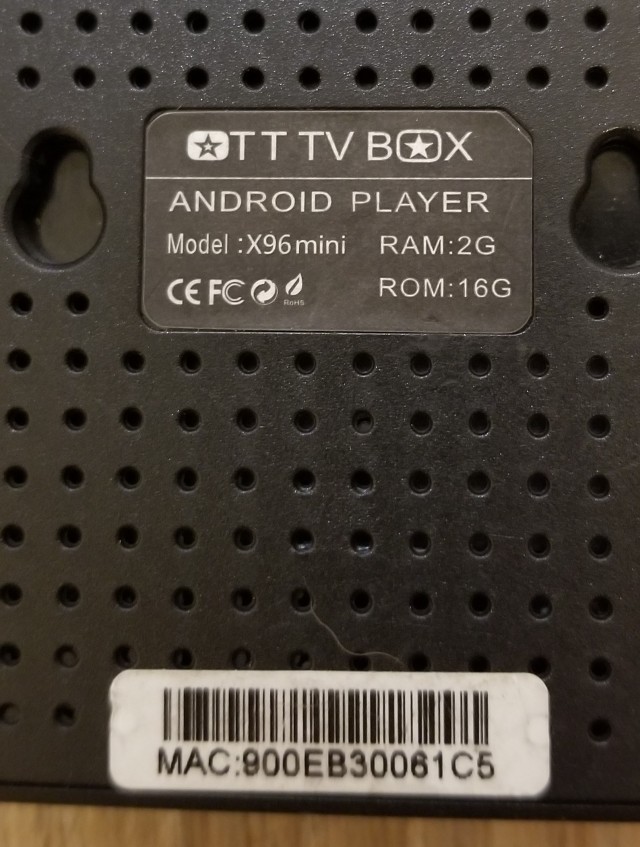 OTT TV BOX
ANDROID PLAYER
Model :X96mini RAM:2G
CE FC RoHS ROM:16G
MAC:900EB30061C5